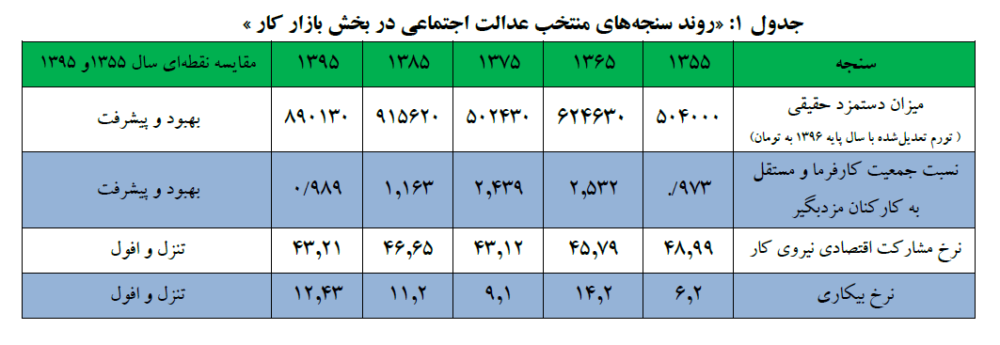 جدول ۱: «روند سنجه‌های منتخب عدالت اجتماعی در بخش بازار کار »
سنجه ۱۳۵۵ ۱۳۶۵ ۱۳۷۵ ۱۳۸۵ ۱۳۹۵ مقایسه نقطه‌ای سال ۱۳۵۵و ۱۳۹۵
میزان دستمزد حقیقی
( تورم تعدیل‌شده با سال پایه ۱۳۹۶ به تومان)
۵۰۴۰۰۰ ۶۲۴۶۳۰ ۵۰۲۴۳۰ ۹۱۵۶۲۰ ۸۹۰۱۳۰ بهبود و پیشرفت
نسبت جمعیت کارفرما و مستقل
به کارکنان مزدبگیر
۰/۹۷۳ ۲,۵۳۲ ۲,۴۳۹ ۱,۱۶۳ ۰/۹۸۹ بهبود و پیشرفت
نرخ مشارکت اقتصادی نیروی کار ۴۸,۹۹ ۴۵,۷۹ ۴۳,۱۲ ۴۶,۶۵ ۴۳,۲۱ تنزل و افول
نرخ بیکاری ۶,۲ ۱۴,۲ ۹,۱ ۱۱,۲ ۱۲,۴۳ تنزل و افول